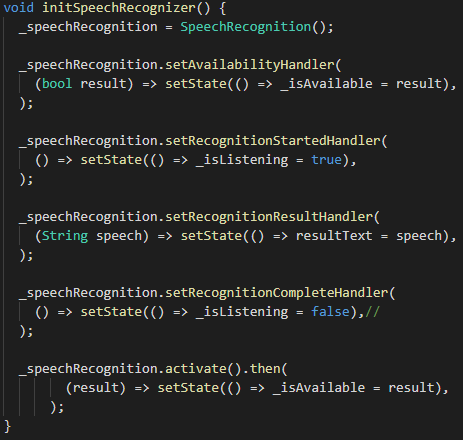 void initSpeechRecognizer() {
  _speechRecognition = SpeechRecognition();

  _speechRecognition.setAvailabilityHandler(
    (bool result) => setState(() => _isAvailable = result),
  );

  _speechRecognition.setRecognitionStartedHandler(
    () => setState(() => _isListening = true),
  );

  _speechRecognition.setRecognitionResultHandler(
    (String speech) => setState(() => resultText = speech),
  );

  _speechRecognition.setRecognitionCompleteHandler(
    () => setState(() => _isListening = false),//
  );

  _speechRecognition.activate().then(
        (result) => setState(() => _isAvailable = result),
      );
}